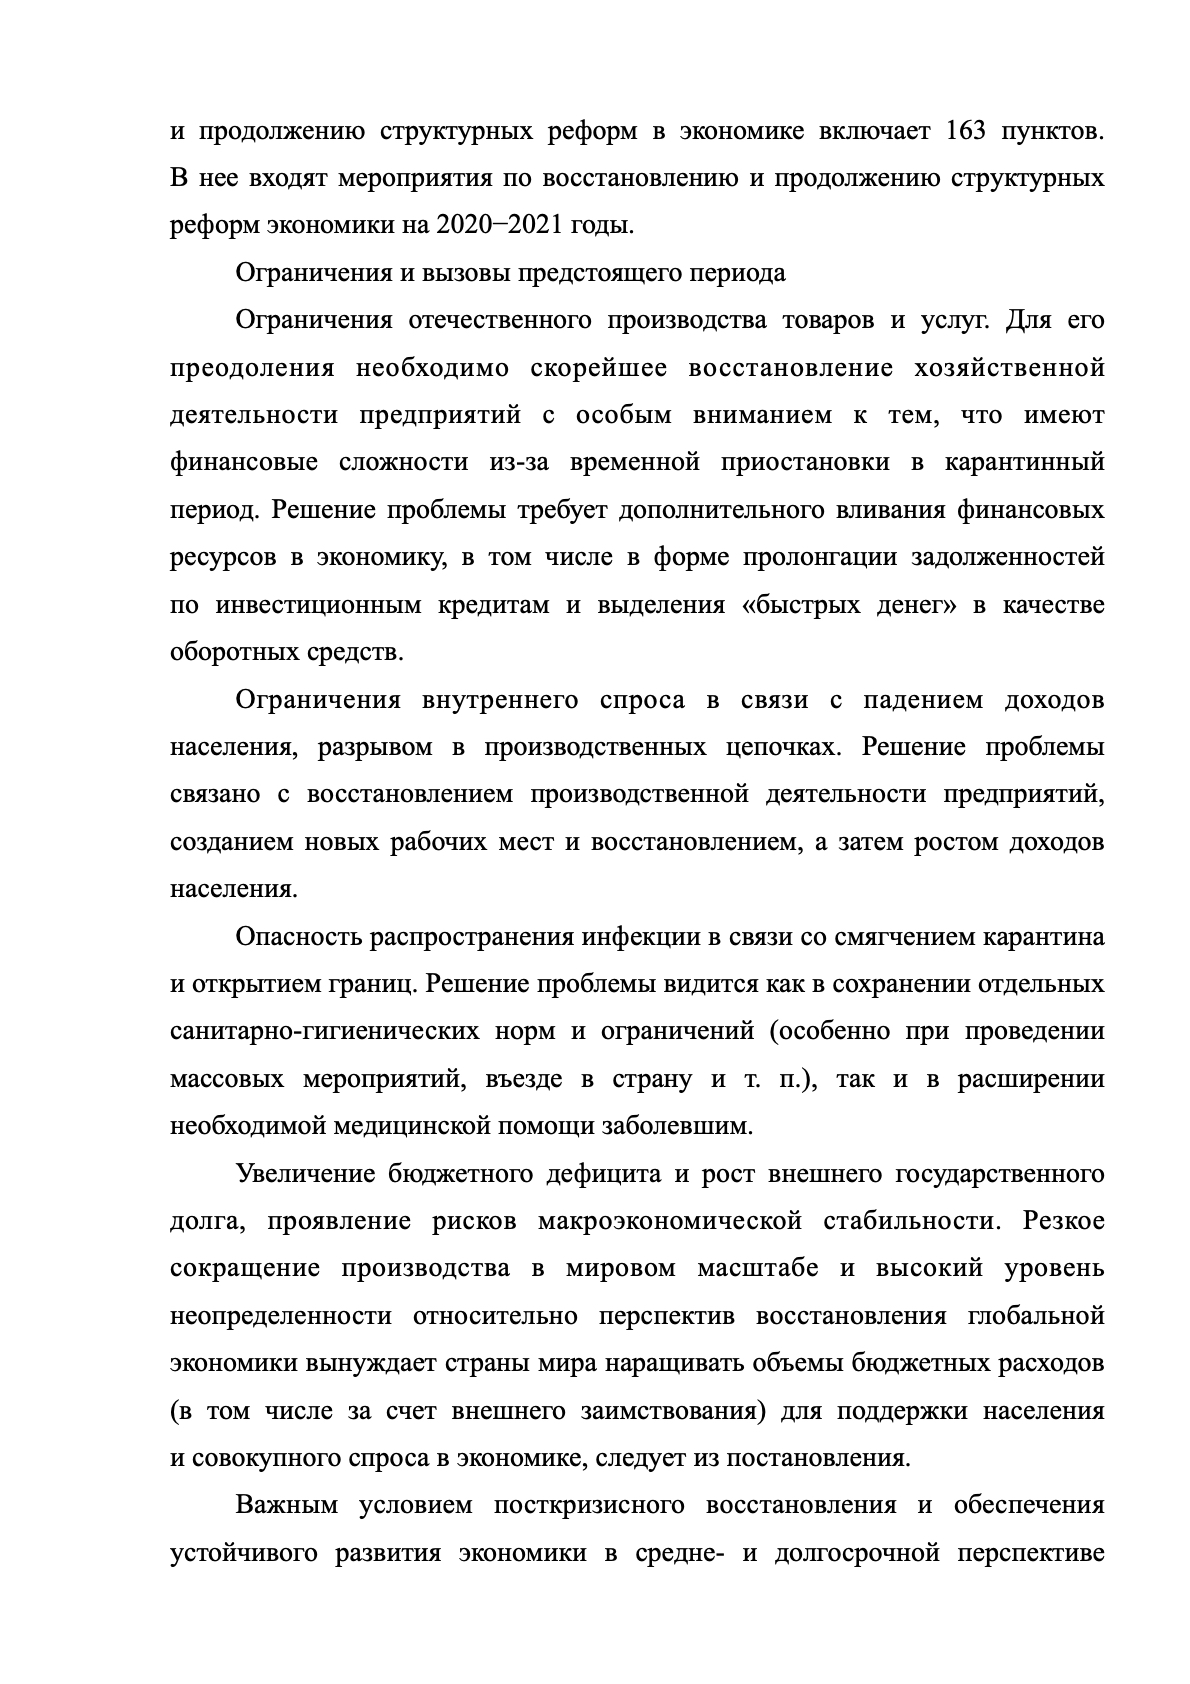 и продолжению структурных реформ в экономике включает 163 пунктов.
В нее входят мероприятия по восстановлению и продолжению структурных
реформ экономики на 2020−2021 годы.
Ограничения и вызовы предстоящего периода
Ограничения отечественного производства товаров и услуг. Для его
преодоления необходимо скорейшее восстановление хозяйственной
деятельности предприятий с особым вниманием к тем, что имеют
финансовые сложности из-за временной приостановки в карантинный
период. Решение проблемы требует дополнительного вливания финансовых
ресурсов в экономику, в том числе в форме пролонгации задолженностей
по инвестиционным кредитам и выделения «быстрых денег» в качестве
оборотных средств.
Ограничения внутреннего спроса в связи с падением доходов
населения, разрывом в производственных цепочках. Решение проблемы
связано с восстановлением производственной деятельности предприятий,
созданием новых рабочих мест и восстановлением, а затем ростом доходов
населения.
Опасность распространения инфекции в связи со смягчением карантина
и открытием границ. Решение проблемы видится как в сохранении отдельных
санитарно-гигиенических норм и ограничений (особенно при проведении
массовых мероприятий, въезде в страну и т. п.), так и в расширении
необходимой медицинской помощи заболевшим.
Увеличение бюджетного дефицита и рост внешнего государственного
долга, проявление рисков макроэкономической стабильности. Резкое
сокращение производства в мировом масштабе и высокий уровень
неопределенности относительно перспектив восстановления глобальной
экономики вынуждает страны мира наращивать объемы бюджетных расходов
(в том числе за счет внешнего заимствования) для поддержки населения
и совокупного спроса в экономике, следует из постановления.
Важным условием посткризисного восстановления и обеспечения
устойчивого развития экономики в средне- и долгосрочной перспективе